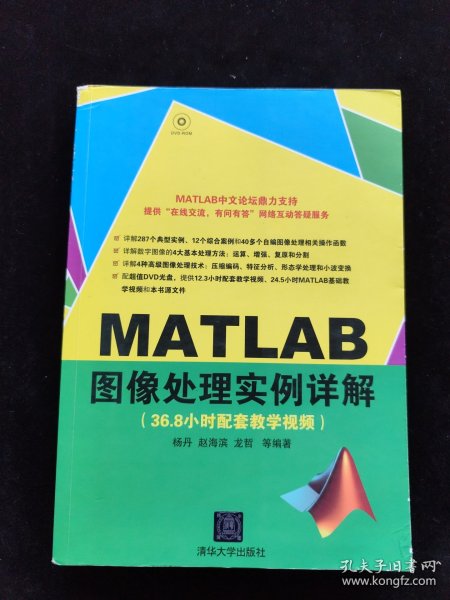 DVD-ROM
MATLAB中文论坛鼎力支持
提供“在线交流，有问有答”网络互动答疑服务
详解287个典型实例、12个综合案例和40多个自编图像处理相关操作函数
详解数字图像的4大基本处理方法：运算、增强、复原和分割
详解4种高级图像处理技术：压缩编码、特征分析、形态学处理和小波变换
配超值DVD光盘，提供12.3小时配套教学视频、24.5小时MATLAB基础教
学视频和本书源文件
MATLAB
图像处理实例详解
（36.8小时配套教学视频）
杨丹 赵海滨 龙哲 等编著
清华大学出版社
孔夫子旧书网
www.kongfz.com